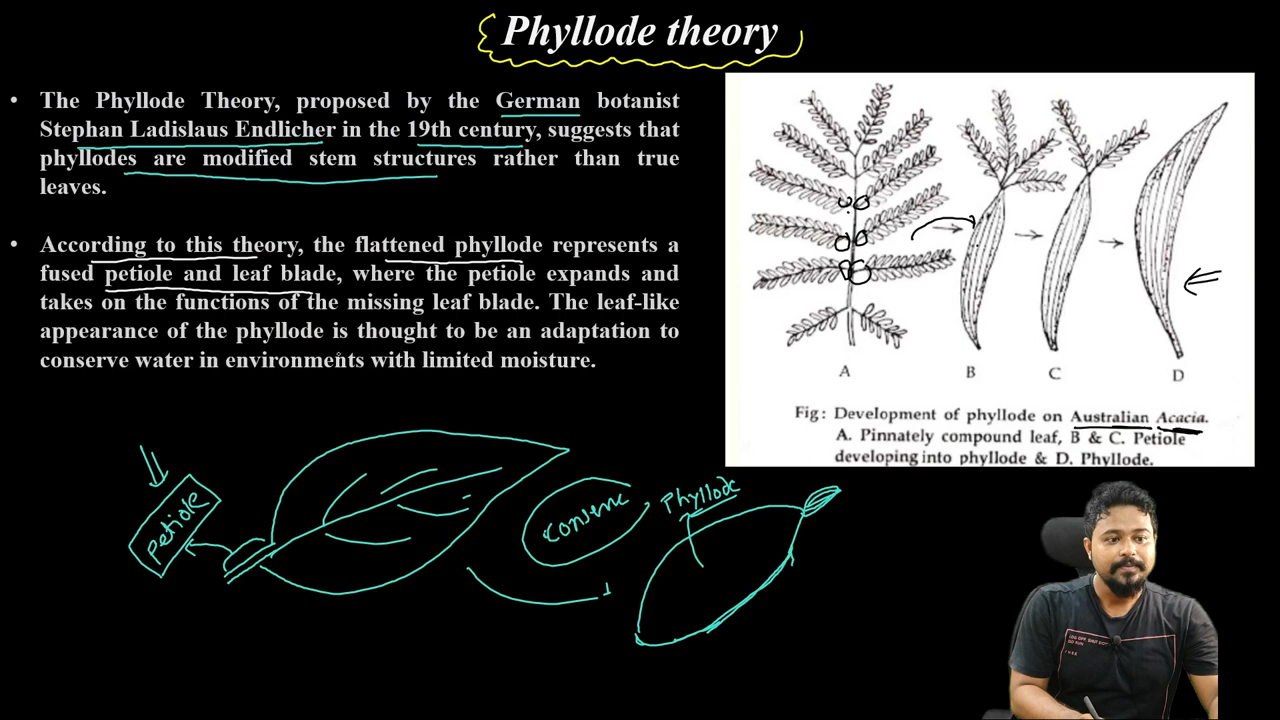 Phyllode theory
• The Phyllode Theory, proposed by the German botanist
Stephan Ladislaus Endlicher in the 19th century, suggests that
phyllodes are modified stem structures rather than true
leaves.
• According to this theory, the flattened phyllode represents a
fused petiole and leaf blade, where the petiole expands and
takes on the functions of the missing leaf blade. The leaf-like
appearance of the phyllode is thought to be an adaptation to
conserve water in environments with limited moisture.
A B C D
Fig: Development of phyllode on Australian Acacia.
A. Pinnately compound leaf, B & C. Petiole
developing into phyllode & D. Phyllode.
petiole
Phyllode